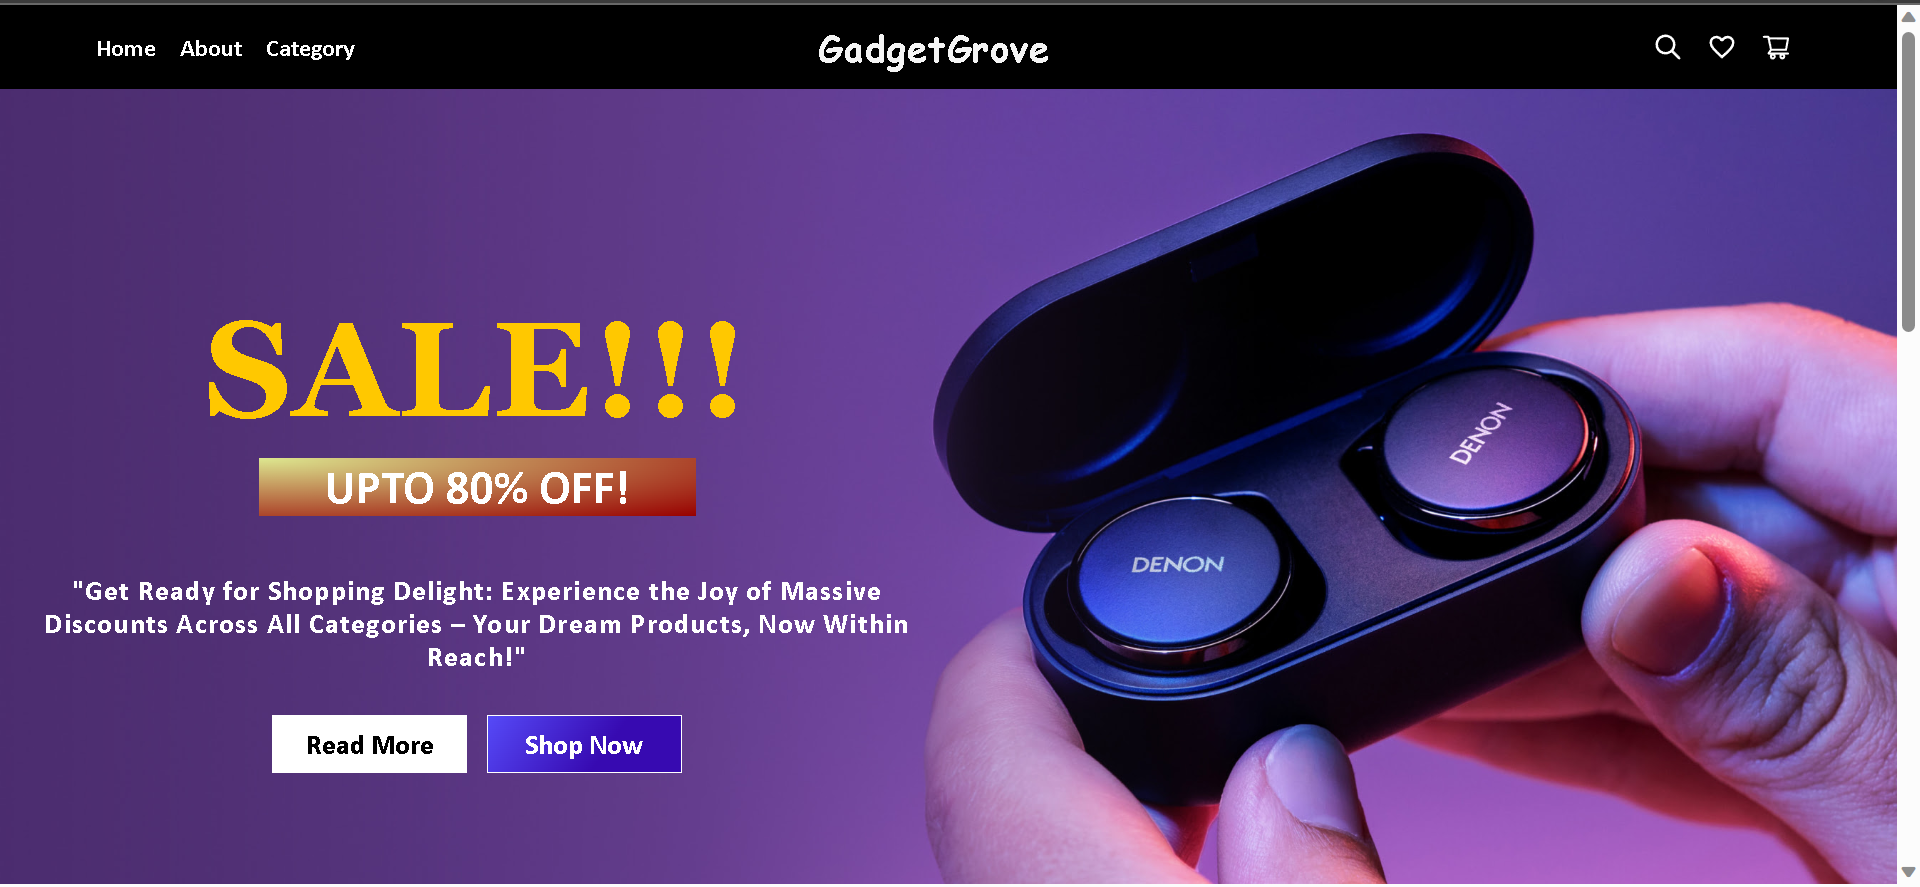 Home About Category GadgetGrove
SALE!!!
UPTO 80% OFF!
"Get Ready for Shopping Delight: Experience the Joy of Massive
Discounts Across All Categories – Your Dream Products, Now Within
Reach!"
Read More Shop Now
DENON
DENON